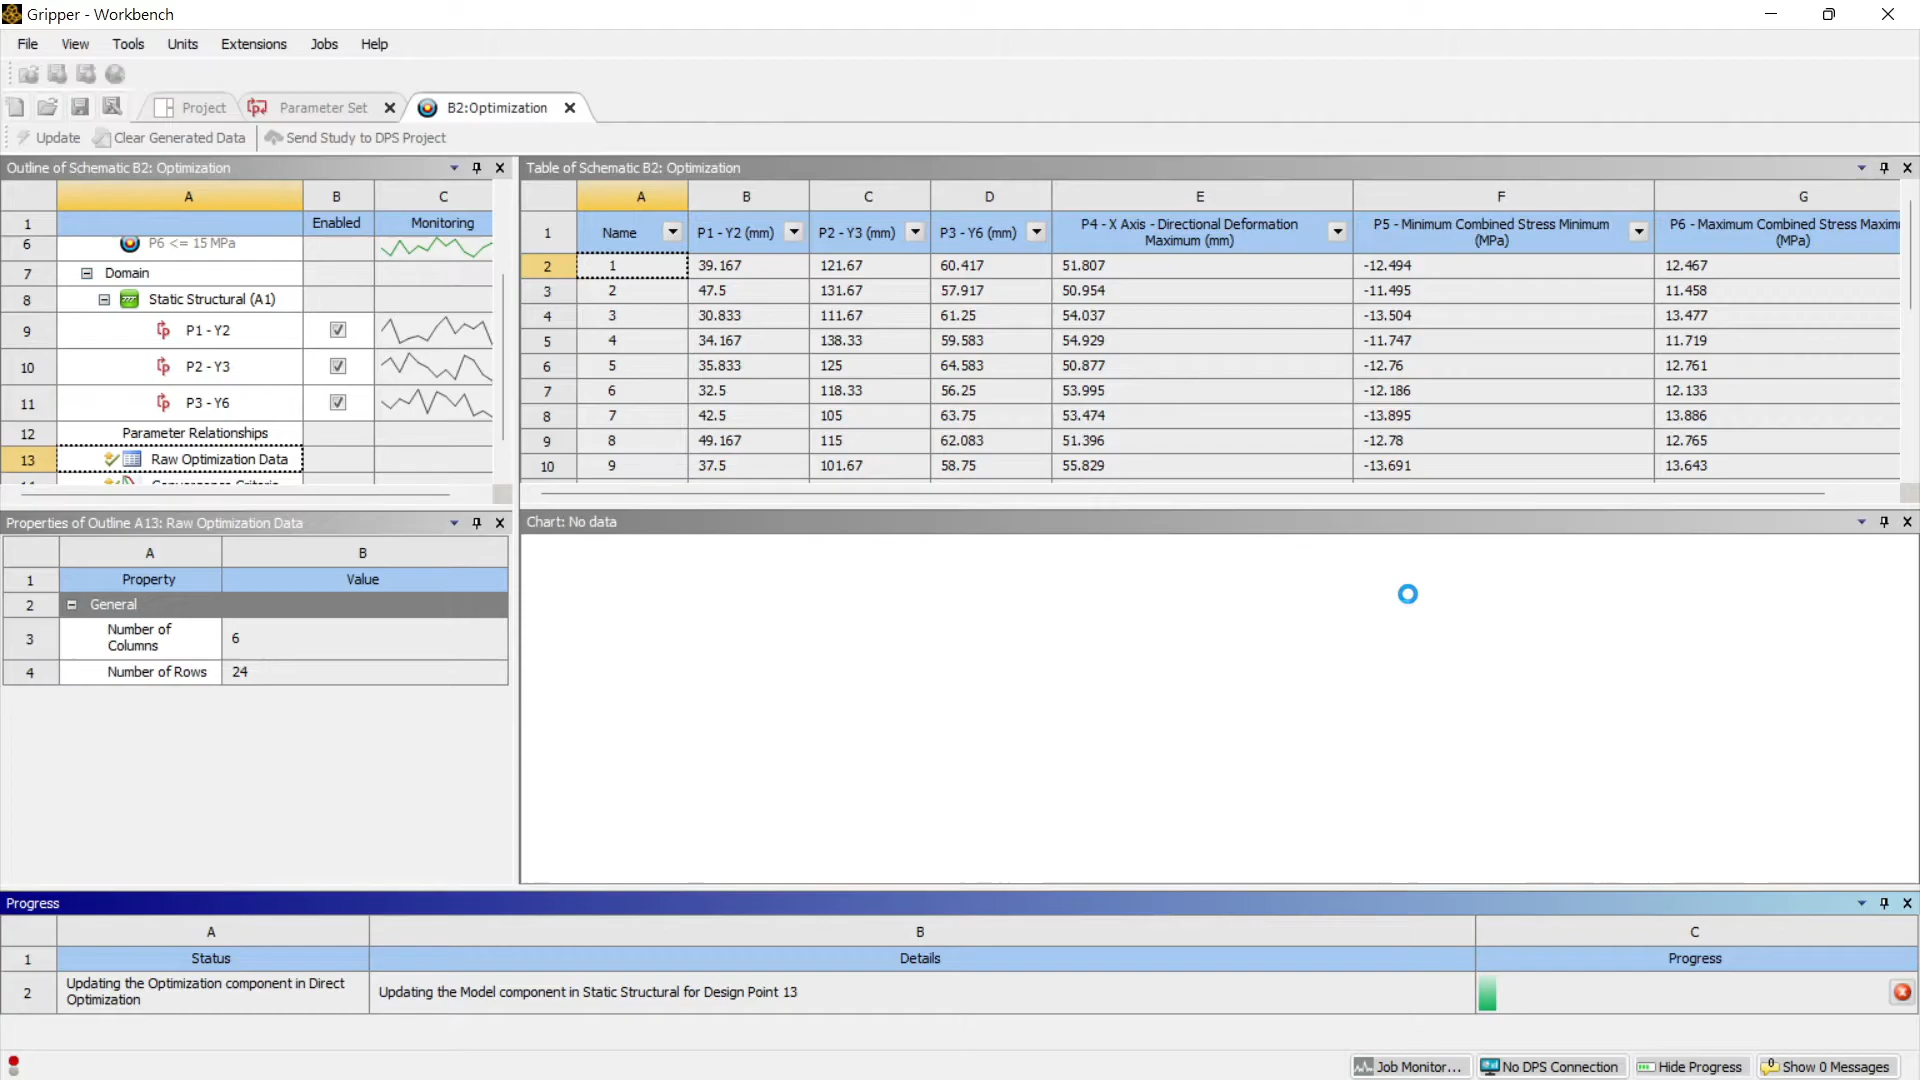 Gripper - Workbench
File View Tools Units Extensions Jobs Help
Project Parameter Set B2:Optimization
Update Clear Generated Data Send Study to DPS Project
Outline of Schematic B2: Optimization
A B C
1 Enabled Monitoring
6 P6 <= 15 MPa
7 Domain
8 Static Structural (A1)
9 P1 - Y2
10 P2 - Y3
11 P3 - Y6
12 Parameter Relationships
13 Raw Optimization Data
Table of Schematic B2: Optimization
A B C D E F G
1 Name P1 - Y2 (mm) P2 - Y3 (mm) P3 - Y6 (mm) P4 - X Axis - Directional Deformation Maximum (mm) P5 - Minimum Combined Stress Minimum (MPa) P6 - Maximum Combined Stress Maxim (MPa)
2 1 39.167 121.67 60.417 51.807 -12.494 12.467
3 2 47.5 131.67 57.917 50.954 -11.495 11.458
4 3 30.833 111.67 61.25 54.037 -13.504 13.477
5 4 34.167 138.33 59.583 54.929 -11.747 11.719
6 5 35.833 125 64.583 50.877 -12.76 12.761
7 6 32.5 118.33 56.25 53.995 -12.186 12.133
8 7 42.5 105 63.75 53.474 -13.895 13.886
9 8 49.167 115 62.083 51.396 -12.78 12.765
10 9 37.5 101.67 58.75 55.829 -13.691 13.643
Properties of Outline A13: Raw Optimization Data
A B
1 Property Value
2 General
3 Number of Columns 6
4 Number of Rows 24
Chart: No data
Progress
A B C
1 Status Details Progress
2 Updating the Optimization component in Direct Optimization Updating the Model component in Static Structural for Design Point 13
Job Monitor... No DPS Connection Hide Progress Show 0 Messages